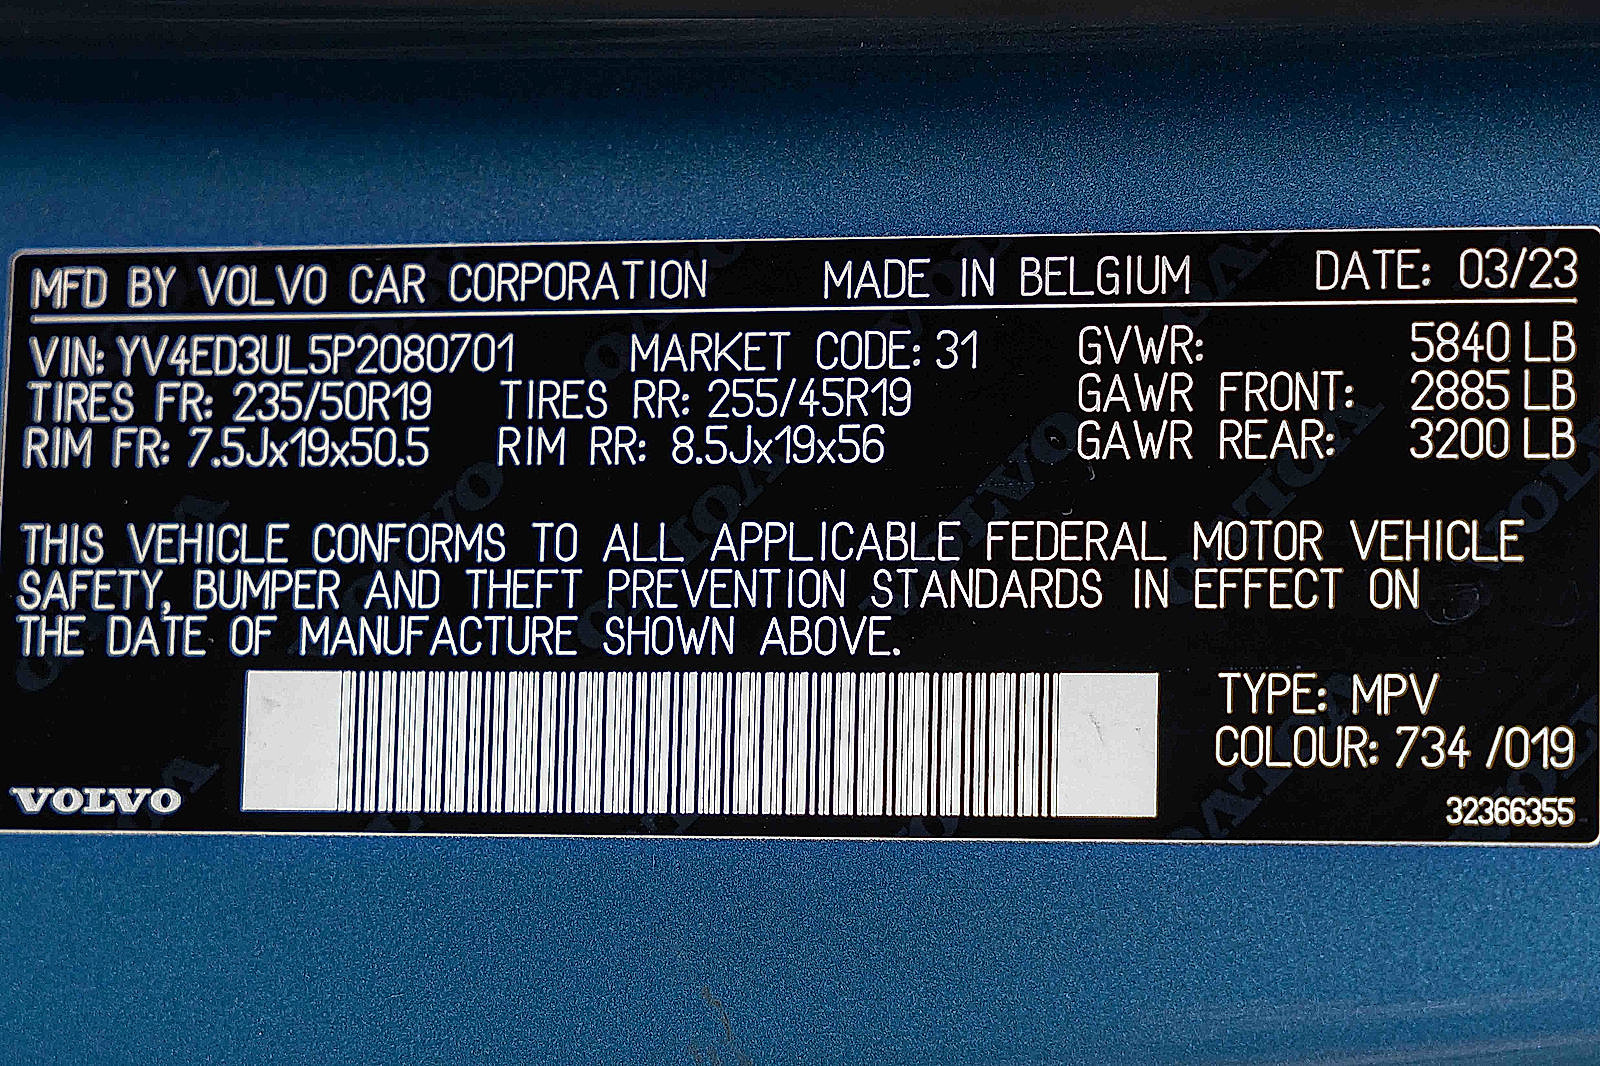 MFD BY VOLVO CAR CORPORATION MADE IN BELGIUM DATE: 03/23
VIN: YV4ED3UL5P2080701 MARKET CODE: 31 GVWR: 5840 LB
TIRES FR: 235/50R19 TIRES RR: 255/45R19 GAWR FRONT: 2885 LB
RIM FR: 7.5Jx19x50.5 RIM RR: 8.5Jx19x56 GAWR REAR: 3200 LB
THIS VEHICLE CONFORMS TO ALL APPLICABLE FEDERAL MOTOR VEHICLE
SAFETY, BUMPER AND THEFT PREVENTION STANDARDS IN EFFECT ON
THE DATE OF MANUFACTURE SHOWN ABOVE.
TYPE: MPV
COLOUR: 734 /019
VOLVO 32366355